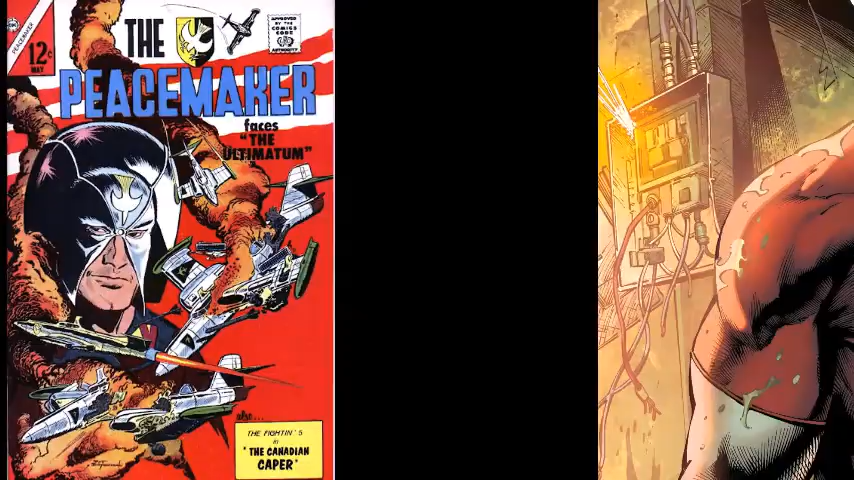 PEACEMAKER
12¢
MAY
THE
APPROVED
BY THE
COMICS
CODE
AUTHORITY
PEACEMAKER
faces
"THE
ULTIMATUM"
also...
THE FIGHTIN' 5
in
"THE CANADIAN
CAPER"